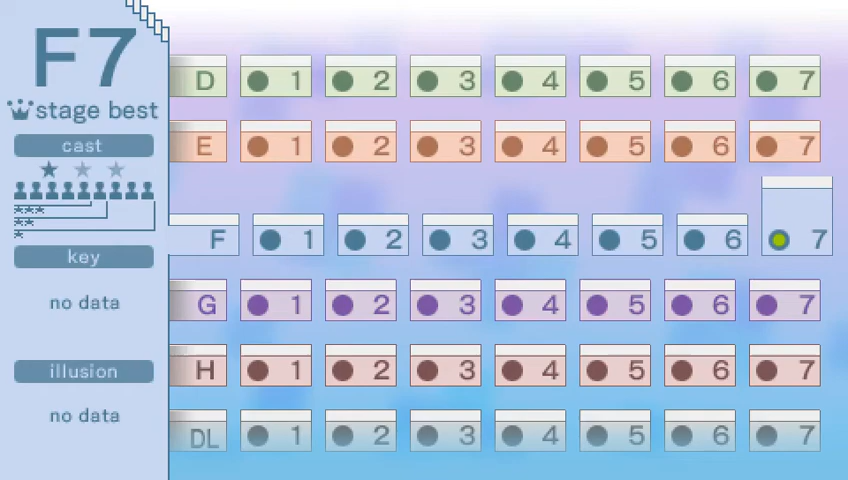 F7
stage best
cast
key
no data
illusion
no data
D 1 2 3 4 5 6 7
E 1 2 3 4 5 6 7
F 1 2 3 4 5 6 7
G 1 2 3 4 5 6 7
H 1 2 3 4 5 6 7
DL 1 2 3 4 5 6 7